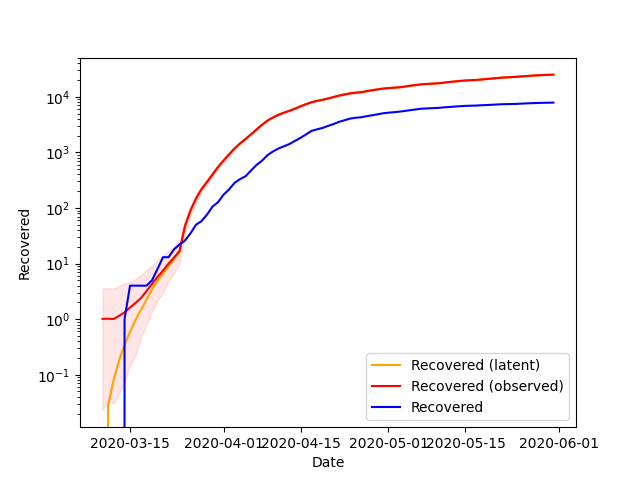 10⁴
10³
10²
10¹
10⁰
10⁻¹
Recovered
2020-03-15
2020-04-01
2020-04-15
2020-05-01
2020-05-15
2020-06-01
Date
Recovered (latent)
Recovered (observed)
Recovered